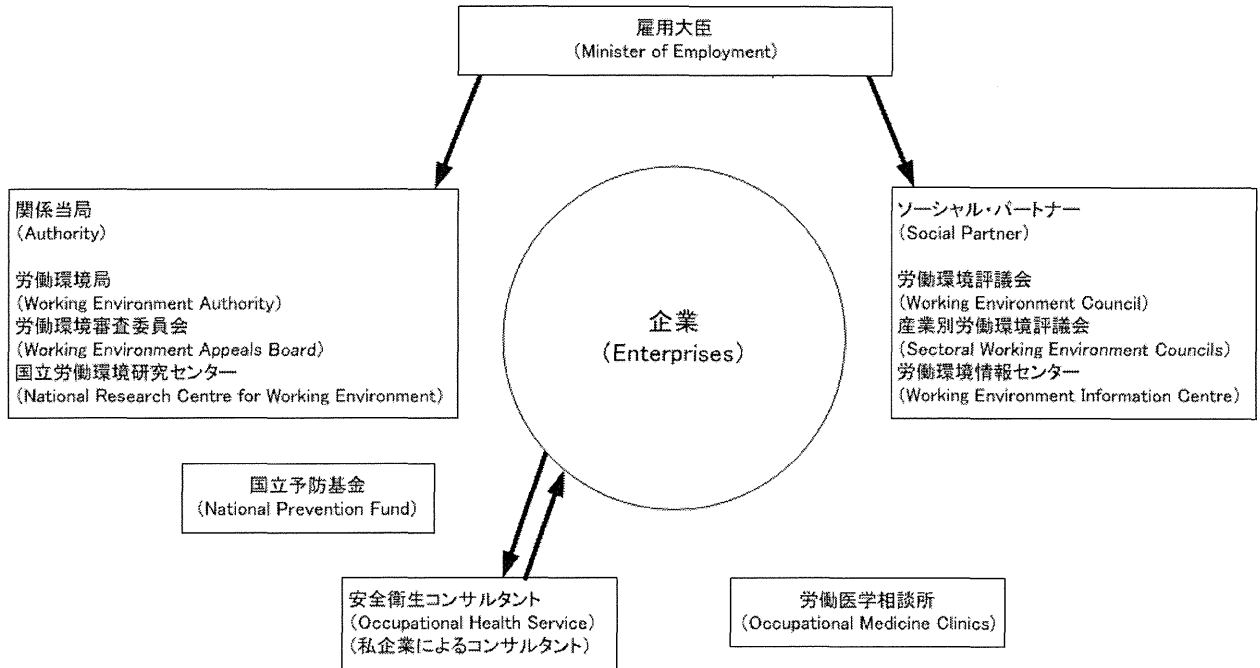 雇用大臣
(Minister of Employment)
関係当局
(Authority)
労働環境局
(Working Environment Authority)
労働環境審査委員会
(Working Environment Appeals Board)
国立労働環境研究センター
(National Research Centre for Working Environment)
企業
(Enterprises)
ソーシャル・パートナー
(Social Partner)
労働環境評議会
(Working Environment Council)
産業別労働環境評議会
(Sectoral Working Environment Councils)
労働環境情報センター
(Working Environment Information Centre)
国立予防基金
(National Prevention Fund)
安全衛生コンサルタント
(Occupational Health Service)
(私企業によるコンサルタント)
労働医学相談所
(Occupational Medicine Clinics)